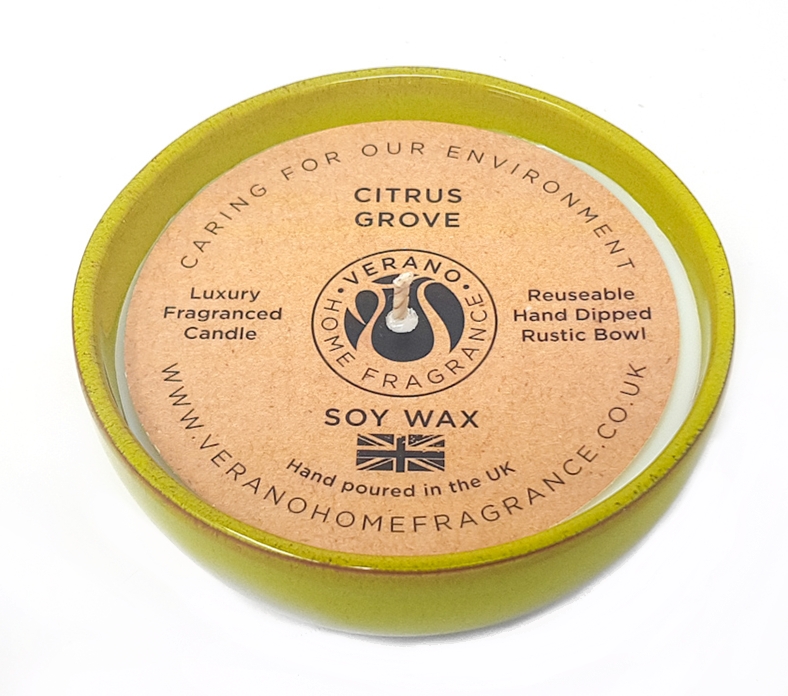 CARING FOR OUR ENVIRONMENT
CITRUS
GROVE
Luxury
Fragranced
Candle
• VERANO •
HOME FRAGRANCE
Reuseable
Hand Dipped
Rustic Bowl
SOY WAX
Hand poured in the UK
WWW.VERANOHOMEFRAGRANCE.CO.UK